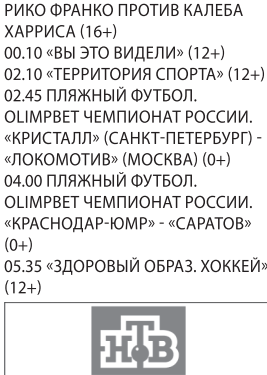 РИКО ФРАНКО ПРОТИВ КАЛЕБА
ХАРРИСА (16+)
00.10 «ВЫ ЭТО ВИДЕЛИ» (12+)
02.10 «ТЕРРИТОРИЯ СПОРТА» (12+)
02.45 ПЛЯЖНЫЙ ФУТБОЛ.
OLIMPBET ЧЕМПИОНАТ РОССИИ.
«КРИСТАЛЛ» (САНКТ-ПЕТЕРБУРГ) -
«ЛОКОМОТИВ» (МОСКВА) (0+)
04.00 ПЛЯЖНЫЙ ФУТБОЛ.
OLIMPBET ЧЕМПИОНАТ РОССИИ.
«КРАСНОДАР-ЮМР» - «САРАТОВ»
(0+)
05.35 «ЗДОРОВЫЙ ОБРАЗ. ХОККЕЙ»
(12+)
НТВ